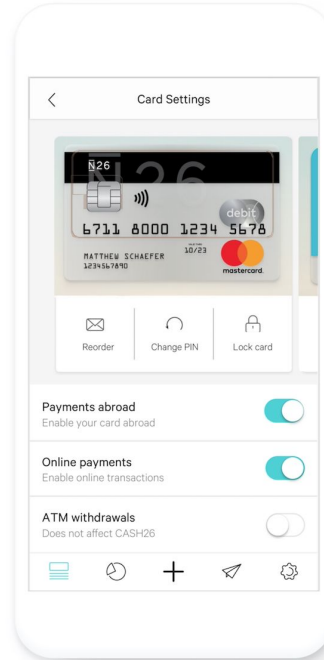 Card Settings
N26
debit
6711 8000 1234 5678
10/23
MATTHEW SCHAEFER
1234567890
mastercard.
Reorder
Change PIN
Lock card
Payments abroad
Enable your card abroad
Online payments
Enable online transactions
ATM withdrawals
Does not affect CASH26